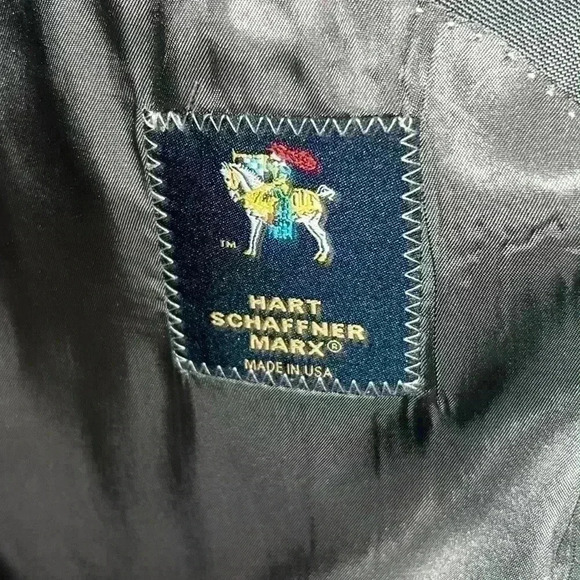 TM
HART
SCHAFFNER
MARX®
MADE IN USA